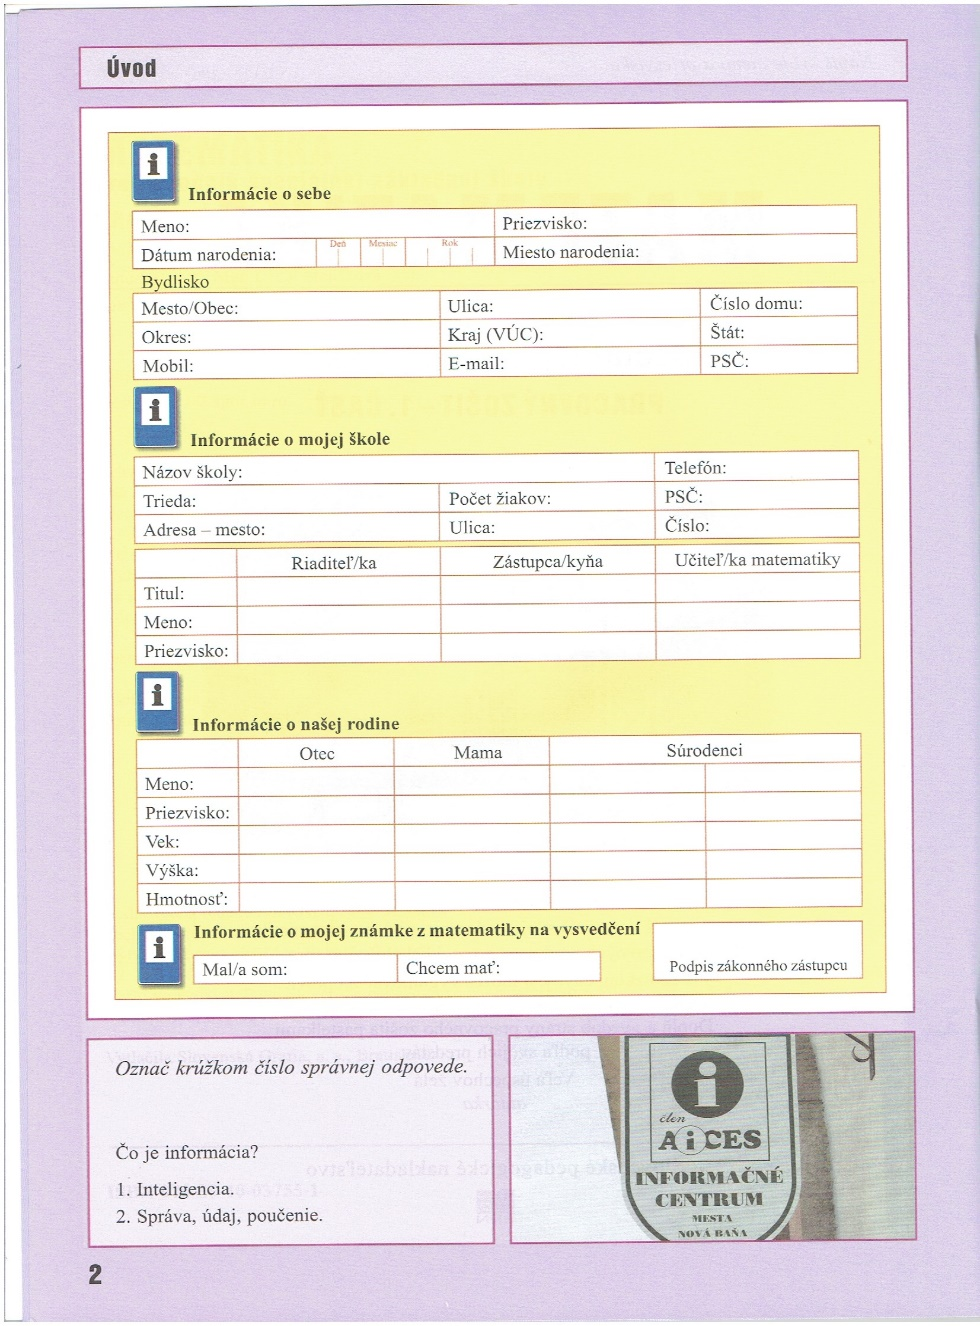 Úvod
i
Informácie o sebe
Meno: Priezvisko:
Dátum narodenia: Deň Mesiac Rok Miesto narodenia:
Bydlisko
Mesto/Obec: Ulica: Číslo domu:
Okres: Kraj (VÚC): Štát:
Mobil: E-mail: PSČ:
i
Informácie o mojej škole
Názov školy: Telefón:
Trieda: Počet žiakov: PSČ:
Adresa – mesto: Ulica: Číslo:
Riaditeľ/ka Zástupca/kyňa Učiteľ/ka matematiky
Titul:
Meno:
Priezvisko:
i
Informácie o našej rodine
Otec Mama Súrodenci
Meno:
Priezvisko:
Vek:
Výška:
Hmotnosť:
i
Informácie o mojej známke z matematiky na vysvedčení
Mal/a som: Chcem mať:
Podpis zákonného zástupcu
Označ krúžkom číslo správnej odpovede.
Čo je informácia?
1. Inteligencia.
2. Správa, údaj, poučenie.
i
člen
AiCES
INFORMAČNÉ
CENTRUM
MESTA
NOVÁ BAŇA
2